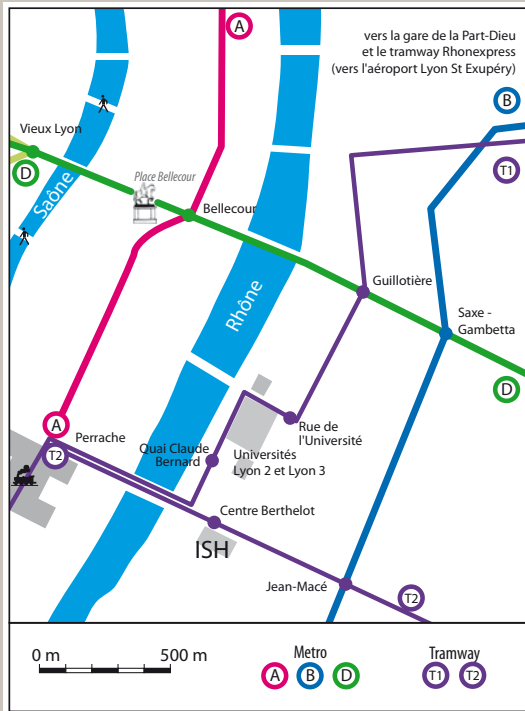 A
vers la gare de la Part-Dieu
et le tramway Rhonexpress
(vers l'aéroport Lyon St Exupéry)
B
Vieux Lyon
D
T1
Saône
Place Bellecour
Bellecour
Rhône
Guillotière
Saxe -
Gambetta
D
A
Perrache
T2
Rue de
l'Université
Quai Claude
Bernard
Universités
Lyon 2 et Lyon 3
Centre Berthelot
ISH
Jean-Macé
T2
0 m
500 m
Metro
A B D
Tramway
T1 T2